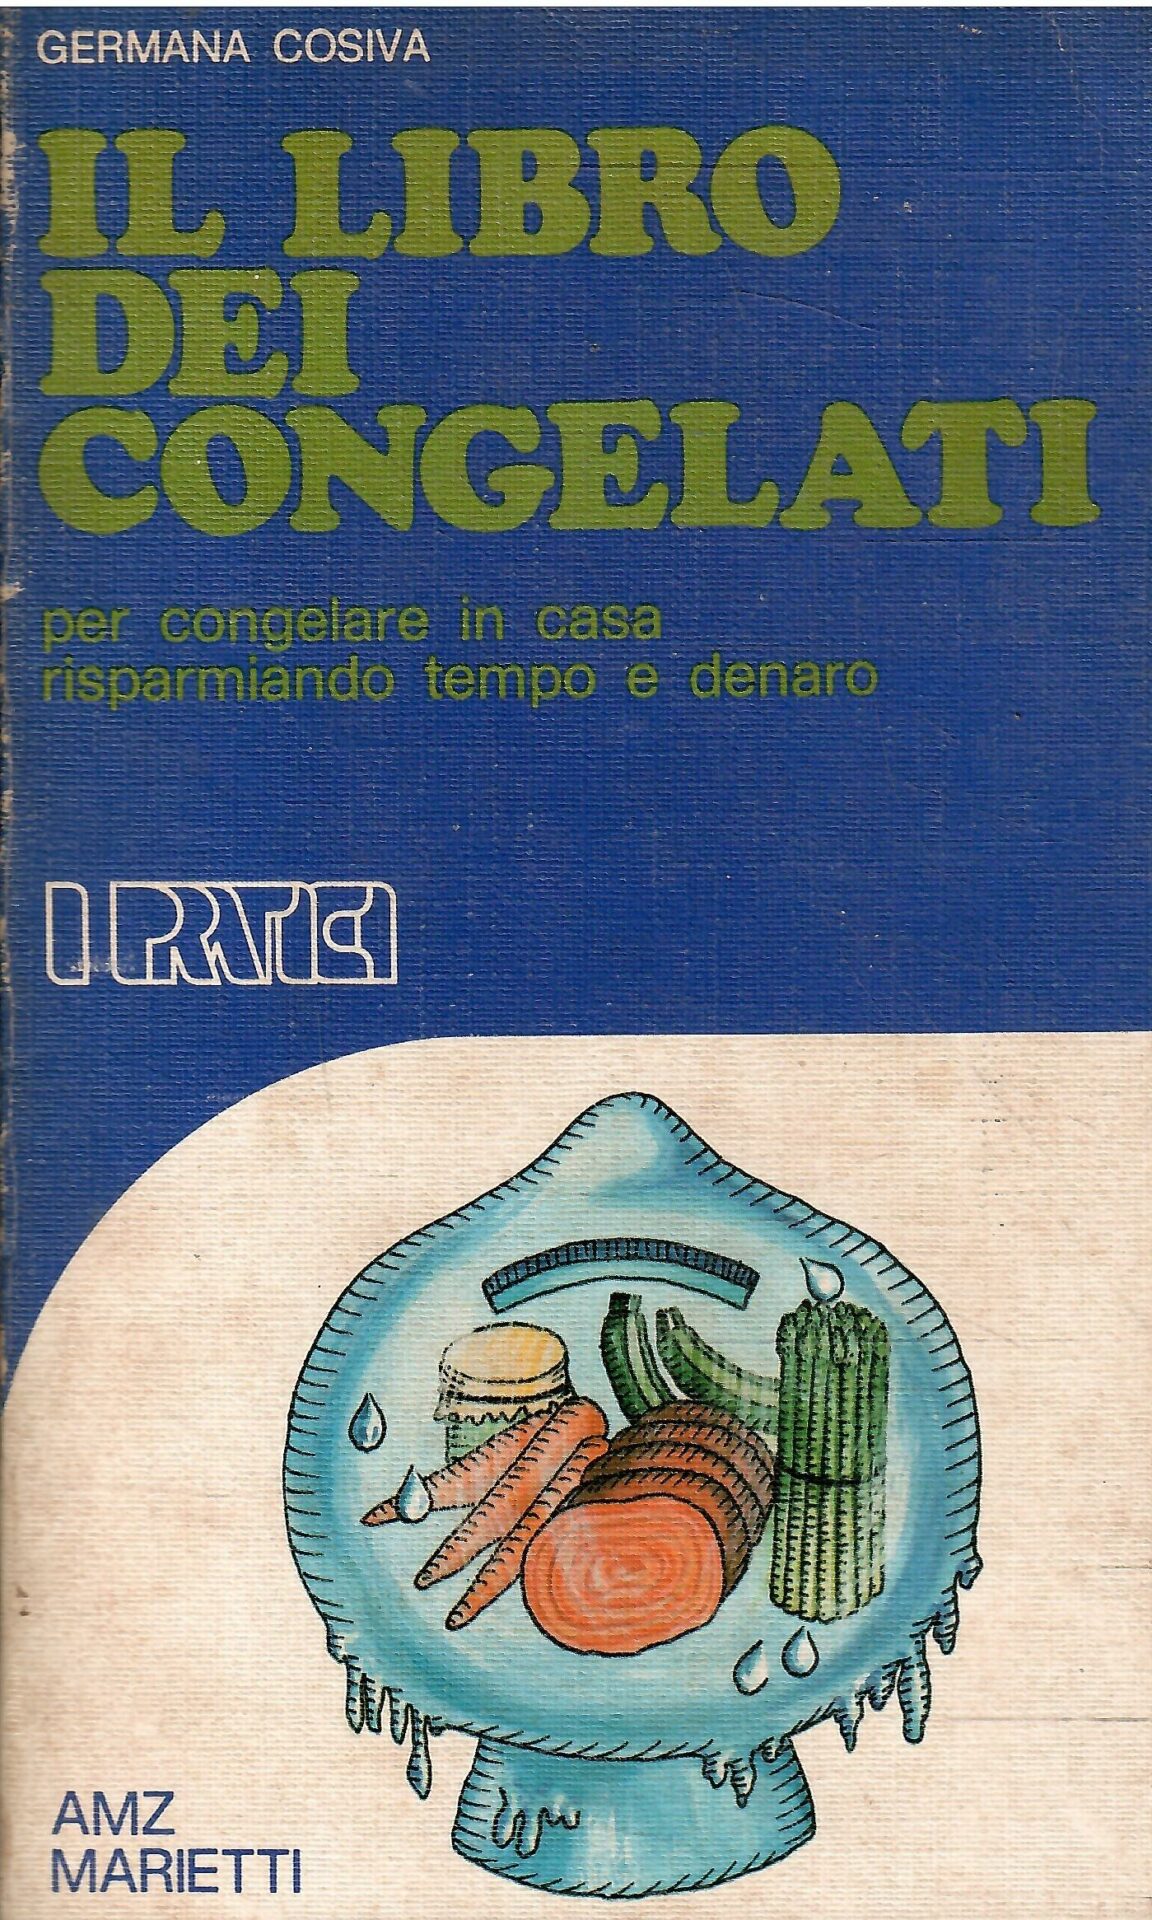 GERMANA COSIVA
IL LIBRO
DEI
CONGELATI
per congelare in casa
risparmiando tempo e denaro
I PRATICI
AMZ
MARIETTI